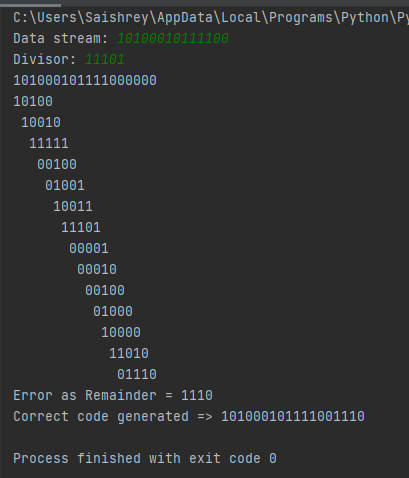 C:\Users\Saishrey\AppData\Local\Programs\Python\Py
Data stream: 10100010111100
Divisor: 11101
101000101111000000
10100
10010
11111
00100
01001
10011
11101
00001
00010
00100
01000
10000
11010
01110
Error as Remainder = 1110
Correct code generated => 101000101111001110
Process finished with exit code 0